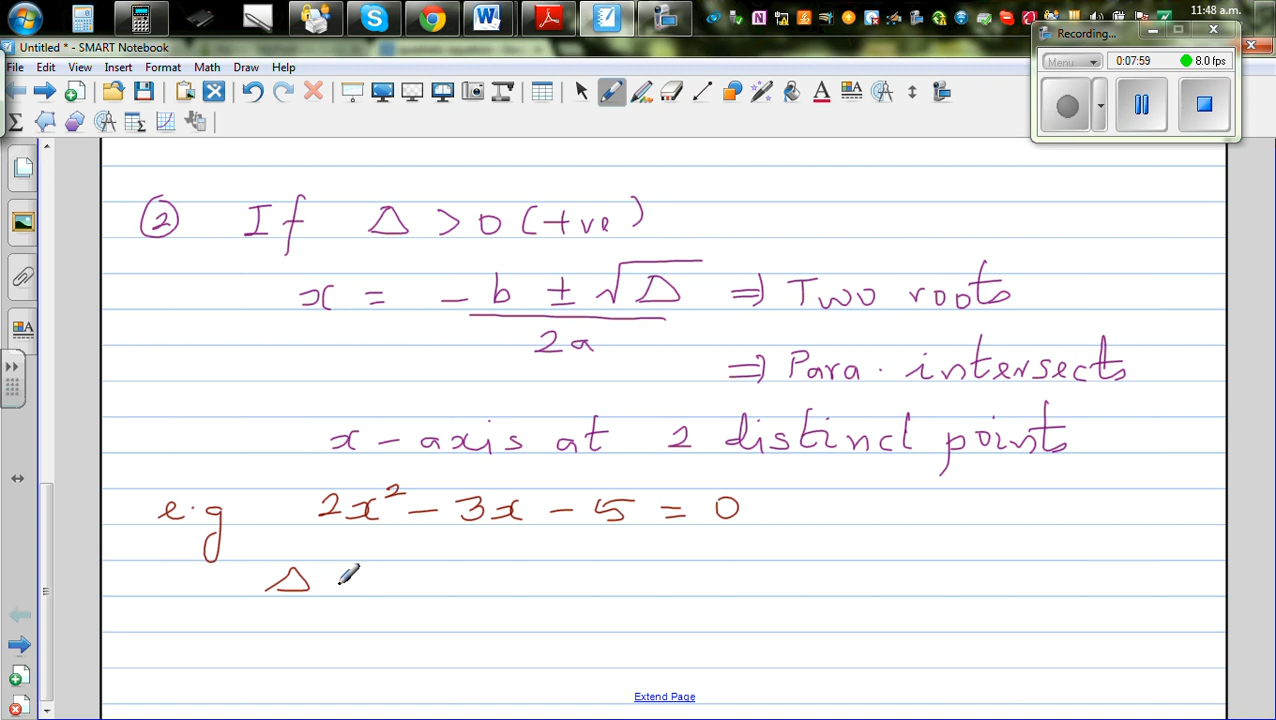 11:48 a.m.
Untitled * - SMART Notebook
Recording...
File Edit View Insert Format Math Draw Help
Menu 0:07:59 8.0 fps
② If Δ > 0 (+ve)
x = -b ± √Δ ⇒ Two roots
2a
⇒ Para. intersects
x-axis at 2 distinct points
e.g 2x² - 3x - 5 = 0
Δ
Extend Page